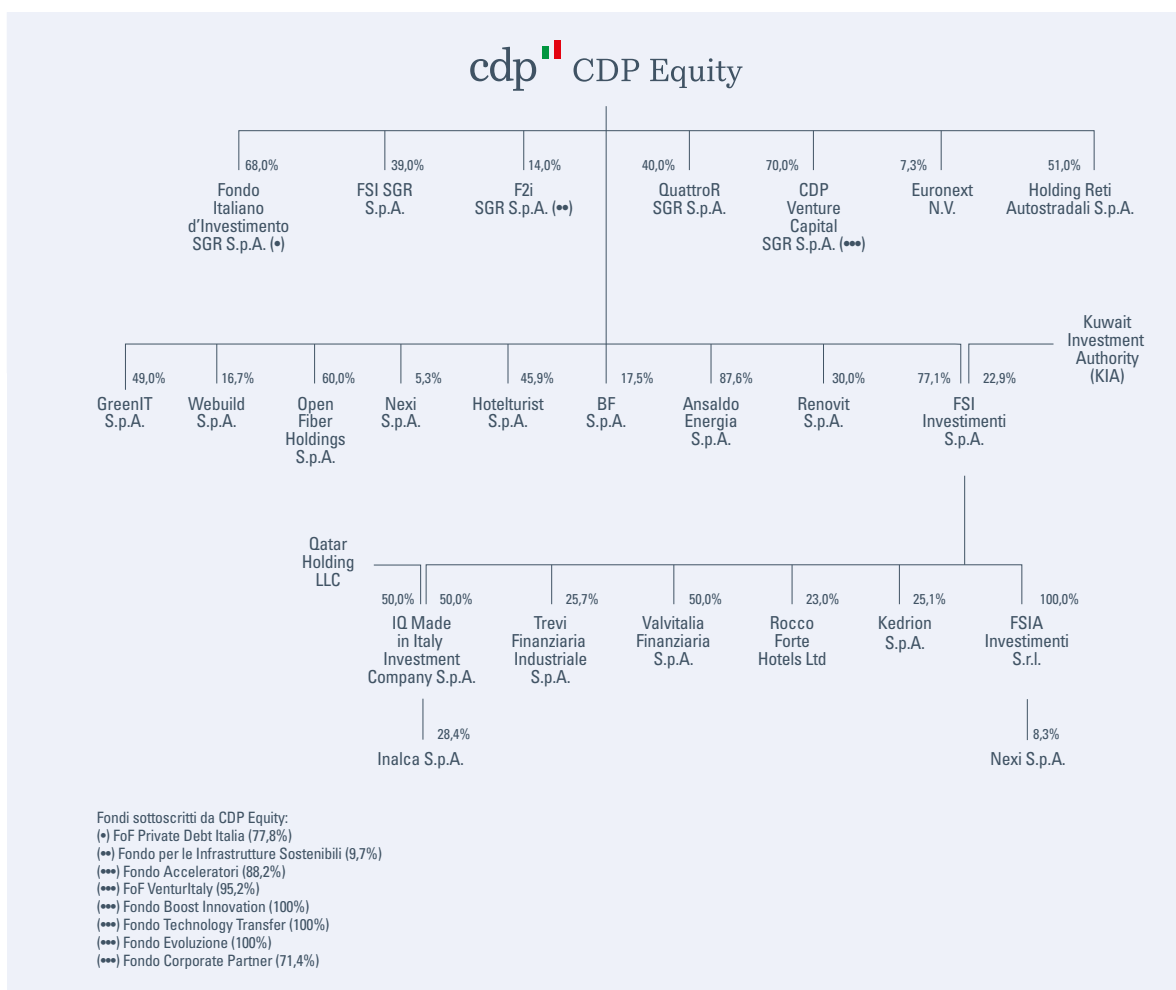 cdp CDP Equity
68,0%
39,0%
14,0%
40,0%
70,0%
7,3%
51,0%
Fondo
Italiano
d'Investimento
SGR S.p.A. (•)
FSI SGR
S.p.A.
F2i
SGR S.p.A. (••)
QuattroR
SGR S.p.A.
CDP
Venture
Capital
SGR S.p.A. (•••)
Euronext
N.V.
Holding Reti
Autostradali S.p.A.
Kuwait
Investment
Authority
(KIA)
49,0%
16,7%
60,0%
5,3%
45,9%
17,5%
87,6%
30,0%
77,1%
22,9%
GreenIT
S.p.A.
Webuild
S.p.A.
Open
Fiber
Holdings
S.p.A.
Nexi
S.p.A.
Hotelturist
S.p.A.
BF
S.p.A.
Ansaldo
Energia
S.p.A.
Renovit
S.p.A.
FSI
Investimenti
S.p.A.
Qatar
Holding
LLC
50,0%
50,0%
25,7%
50,0%
23,0%
25,1%
100,0%
IQ Made
in Italy
Investment
Company S.p.A.
Trevi
Finanziaria
Industriale
S.p.A.
Valvitalia
Finanziaria
S.p.A.
Rocco
Forte
Hotels Ltd
Kedrion
S.p.A.
FSIA
Investimenti
S.r.l.
28,4%
Inalca S.p.A.
8,3%
Nexi S.p.A.
Fondi sottoscritti da CDP Equity:
(•) FoF Private Debt Italia (77,8%)
(••) Fondo per le Infrastrutture Sostenibili (9,7%)
(•••) Fondo Acceleratori (88,2%)
(•••) FoF VenturItaly (95,2%)
(•••) Fondo Boost Innovation (100%)
(•••) Fondo Technology Transfer (100%)
(•••) Fondo Evoluzione (100%)
(•••) Fondo Corporate Partner (71,4%)